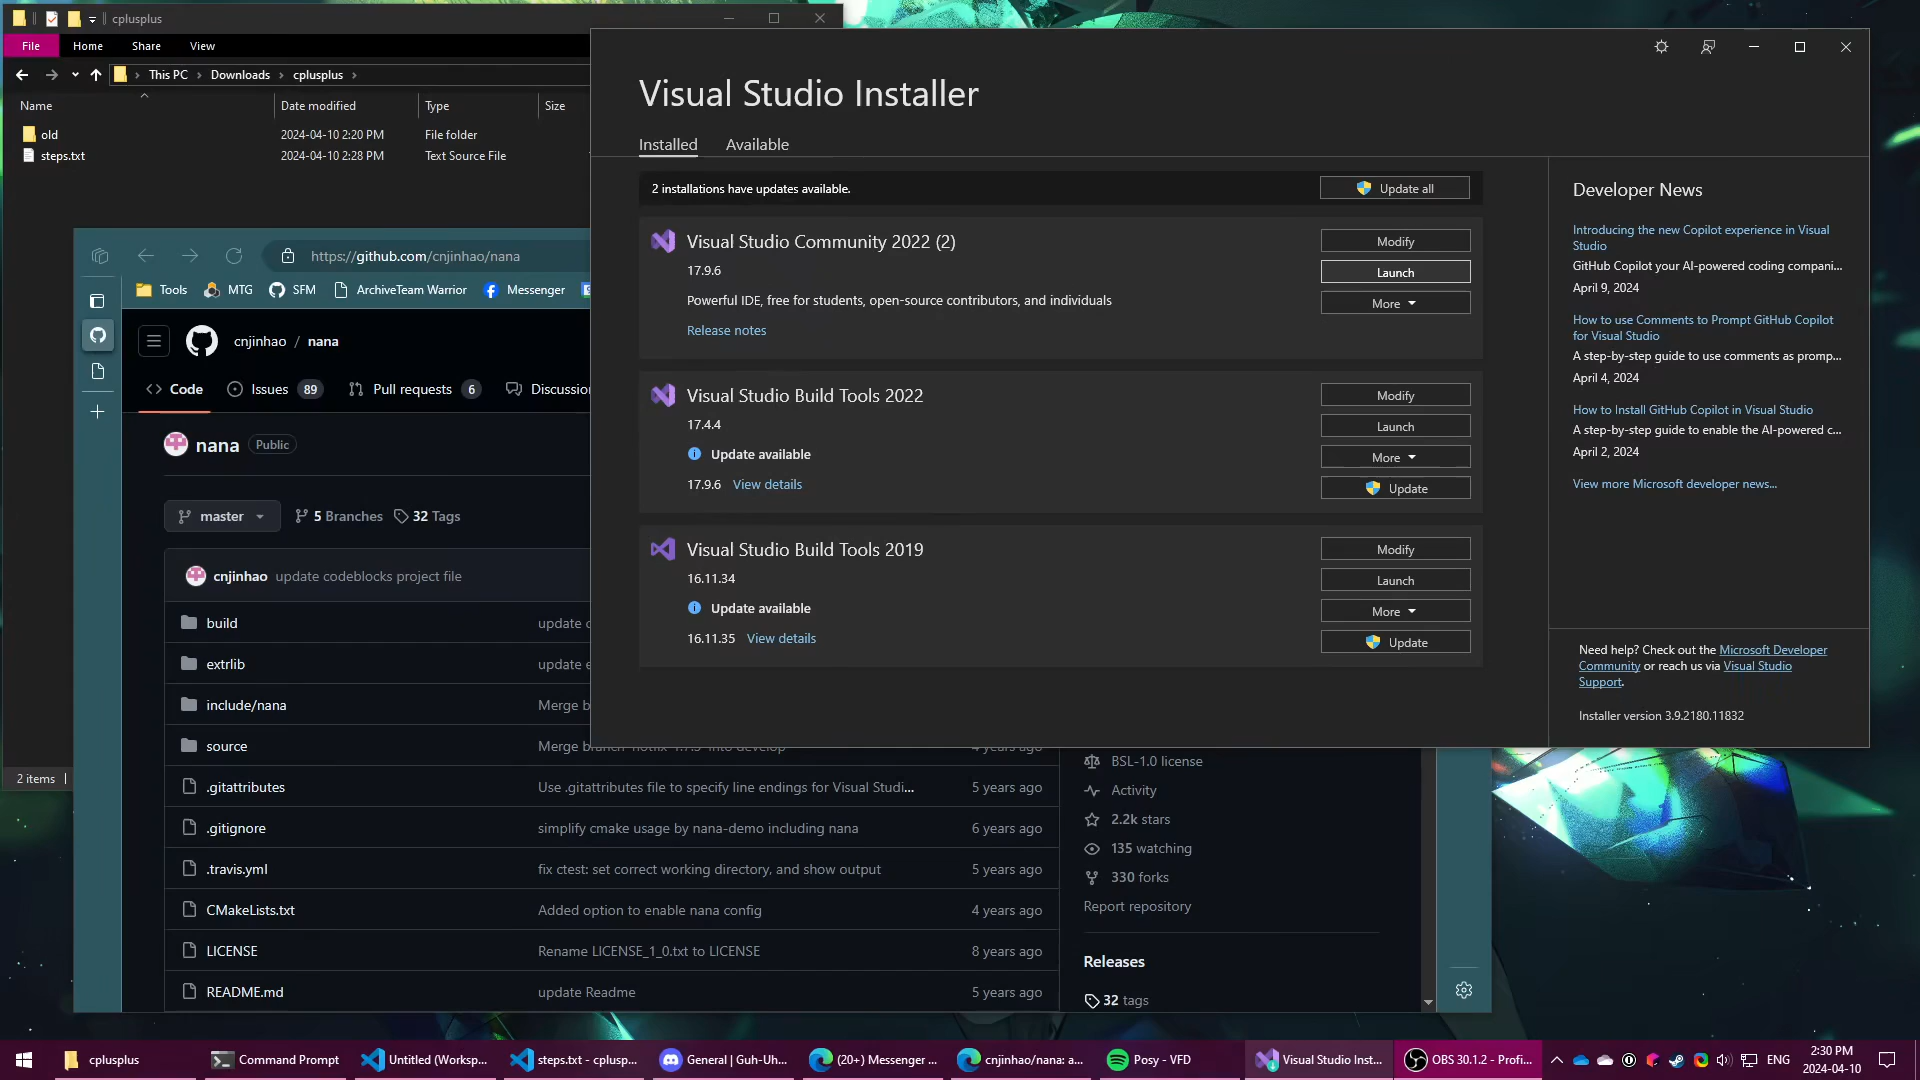 cplusplus
File
Home
Share
View
This PC
Downloads
cplusplus
Name
Date modified
Type
Size
old
2024-04-10 2:20 PM
File folder
steps.txt
2024-04-10 2:28 PM
Text Source File
2 items
https://github.com/cnjinhao/nana
Tools
MTG
SFM
ArchiveTeam Warrior
Messenger
cnjinhao / nana
Code
Issues 89
Pull requests 6
Discussion
nana Public
master
5 Branches
32 Tags
cnjinhao update codeblocks project file
build
extrlib
include/nana
source
.gitattributes Use .gitattributes file to specify line endings for Visual Studi... 5 years ago
.gitignore simplify cmake usage by nana-demo including nana 6 years ago
.travis.yml fix ctest: set correct working directory, and show output 5 years ago
CMakeLists.txt Added option to enable nana config 4 years ago
LICENSE Rename LICENSE_1_0.txt to LICENSE 8 years ago
README.md update Readme 5 years ago
BSL-1.0 license
Activity
2.2k stars
135 watching
330 forks
Report repository
Releases
32 tags
Visual Studio Installer
Installed
Available
2 installations have updates available.
Update all
Visual Studio Community 2022 (2)
17.9.6
Powerful IDE, free for students, open-source contributors, and individuals
Release notes
Modify
Launch
More
Visual Studio Build Tools 2022
17.4.4
Update available
17.9.6 View details
Modify
Launch
More
Update
Visual Studio Build Tools 2019
16.11.34
Update available
16.11.35 View details
Modify
Launch
More
Update
Developer News
Introducing the new Copilot experience in Visual
Studio
GitHub Copilot your AI-powered coding compani...
April 9, 2024
How to use Comments to Prompt GitHub Copilot
for Visual Studio
A step-by-step guide to use comments as promp...
April 4, 2024
How to Install GitHub Copilot in Visual Studio
A step-by-step guide to enable the AI-powered c...
April 2, 2024
View more Microsoft developer news...
Need help? Check out the Microsoft Developer
Community or reach us via Visual Studio
Support.
Installer version 3.9.2180.11832
cplusplus
Command Prompt
Untitled (Worksp...
steps.txt - cplusp...
General | Guh-Uh...
(20+) Messenger ...
cnjinhao/nana: a...
Posy - VFD
Visual Studio Inst...
OBS 30.1.2 - Profi...
ENG
2:30 PM
2024-04-10